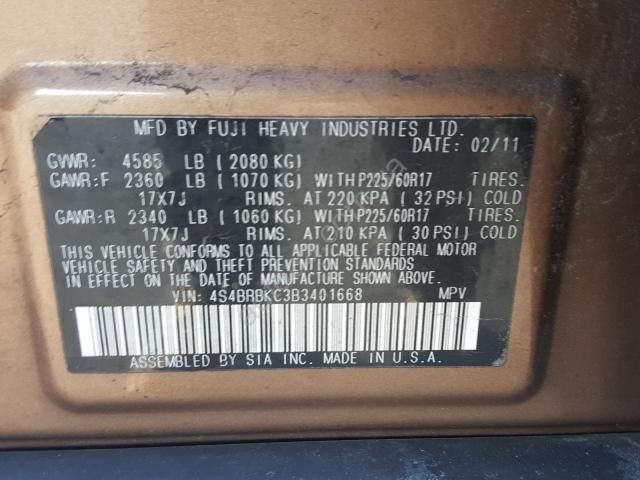 MFD BY FUJI HEAVY INDUSTRIES LTD.
DATE: 02/11
GVWR: 4585 LB (2080 KG)
GAWR:F 2360 LB (1070 KG) WITH P225/60R17 TIRES.
17X7J RIMS. AT 220 KPA (32 PSI) COLD
GAWR:R 2340 LB (1060 KG) WITH P225/60R17 TIRES.
17X7J RIMS. AT 210 KPA (30 PSI) COLD
THIS VEHICLE CONFORMS TO ALL APPLICABLE FEDERAL MOTOR
VEHICLE SAFETY AND THEFT PREVENTION STANDARDS
IN EFFECT ON THE DATE OF MANUFACTURE SHOWN ABOVE.
VIN: 4S4BRBKC3B3401668 MPV
ASSEMBLED BY SIA INC. MADE IN U.S.A.